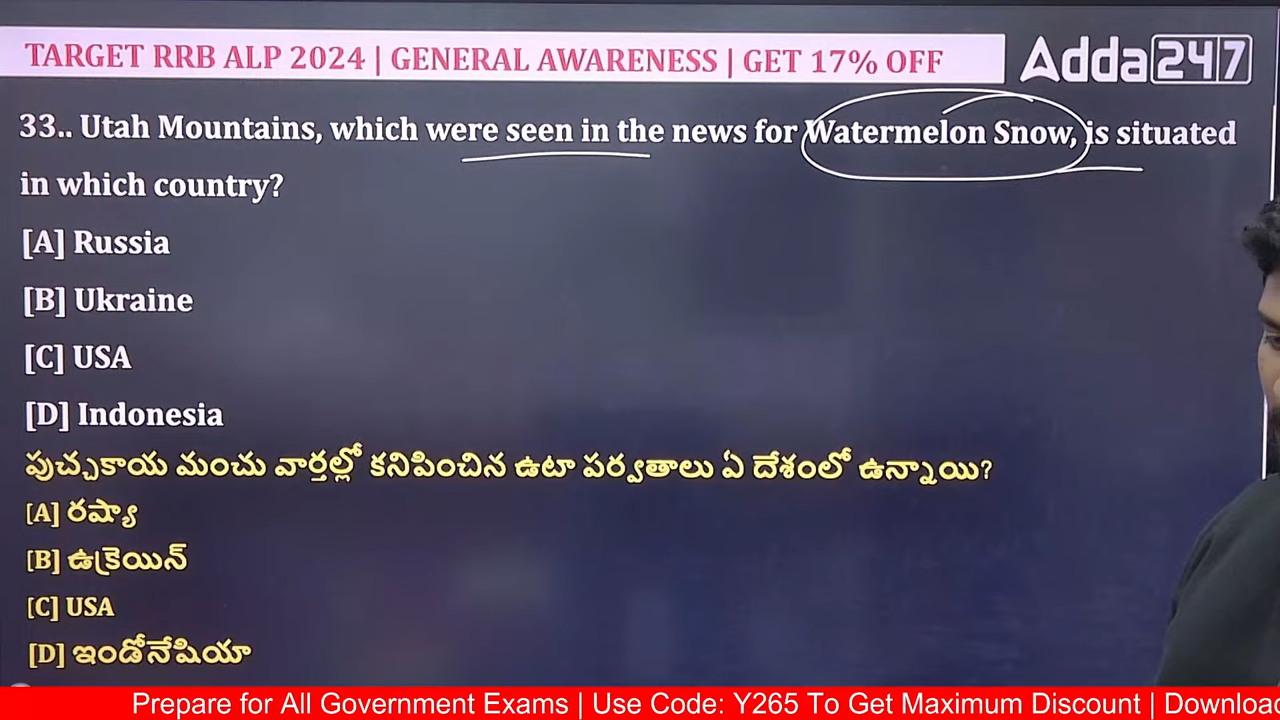 TARGET RRB ALP 2024 | GENERAL AWARENESS | GET 17% OFF
Adda247
33.. Utah Mountains, which were seen in the news for Watermelon Snow, is situated
in which country?
[A] Russia
[B] Ukraine
[C] USA
[D] Indonesia
పుచ్చకాయ మంచు వార్తల్లో కనిపించిన ఉటా పర్వతాలు ఏ దేశంలో ఉన్నాయి?
[A] రష్యా
[B] ఉక్రెయిన్
[C] USA
[D] ఇండోనేషియా
Prepare for All Government Exams | Use Code: Y265 To Get Maximum Discount |